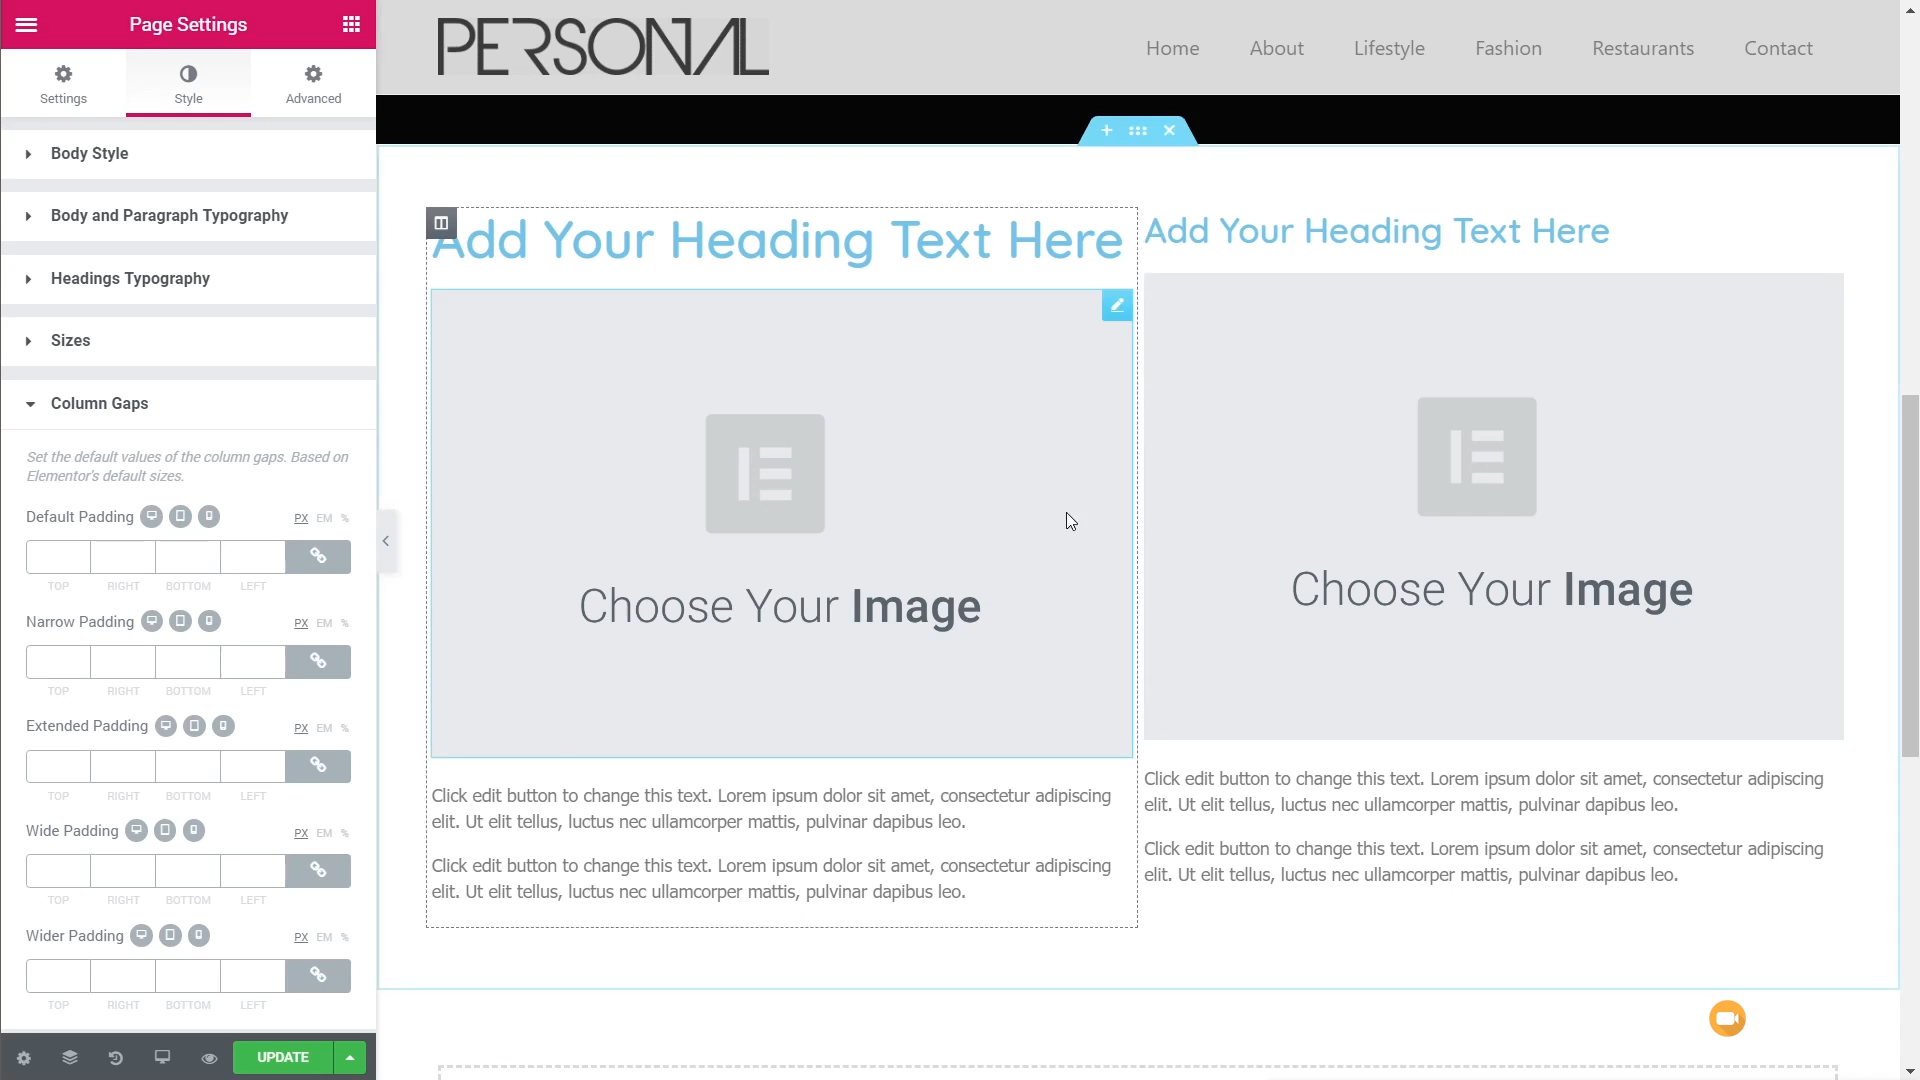 Page Settings
Settings
Style
Advanced
Body Style
Body and Paragraph Typography
Headings Typography
Sizes
Column Gaps
Set the default values of the column gaps. Based on
Elementor's default sizes.
Default Padding
PX EM %
TOP RIGHT BOTTOM LEFT
Narrow Padding
PX EM %
TOP RIGHT BOTTOM LEFT
Extended Padding
PX EM %
TOP RIGHT BOTTOM LEFT
Wide Padding
PX EM %
TOP RIGHT BOTTOM LEFT
Wider Padding
PX EM %
TOP RIGHT BOTTOM LEFT
UPDATE
PERSONAL
Home About Lifestyle Fashion Restaurants Contact
Add Your Heading Text Here
Choose Your Image
Click edit button to change this text. Lorem ipsum dolor sit amet, consectetur adipiscing
elit. Ut elit tellus, luctus nec ullamcorper mattis, pulvinar dapibus leo.
Click edit button to change this text. Lorem ipsum dolor sit amet, consectetur adipiscing
elit. Ut elit tellus, luctus nec ullamcorper mattis, pulvinar dapibus leo.
Add Your Heading Text Here
Choose Your Image
Click edit button to change this text. Lorem ipsum dolor sit amet, consectetur adipiscing
elit. Ut elit tellus, luctus nec ullamcorper mattis, pulvinar dapibus leo.
Click edit button to change this text. Lorem ipsum dolor sit amet, consectetur adipiscing
elit. Ut elit tellus, luctus nec ullamcorper mattis, pulvinar dapibus leo.